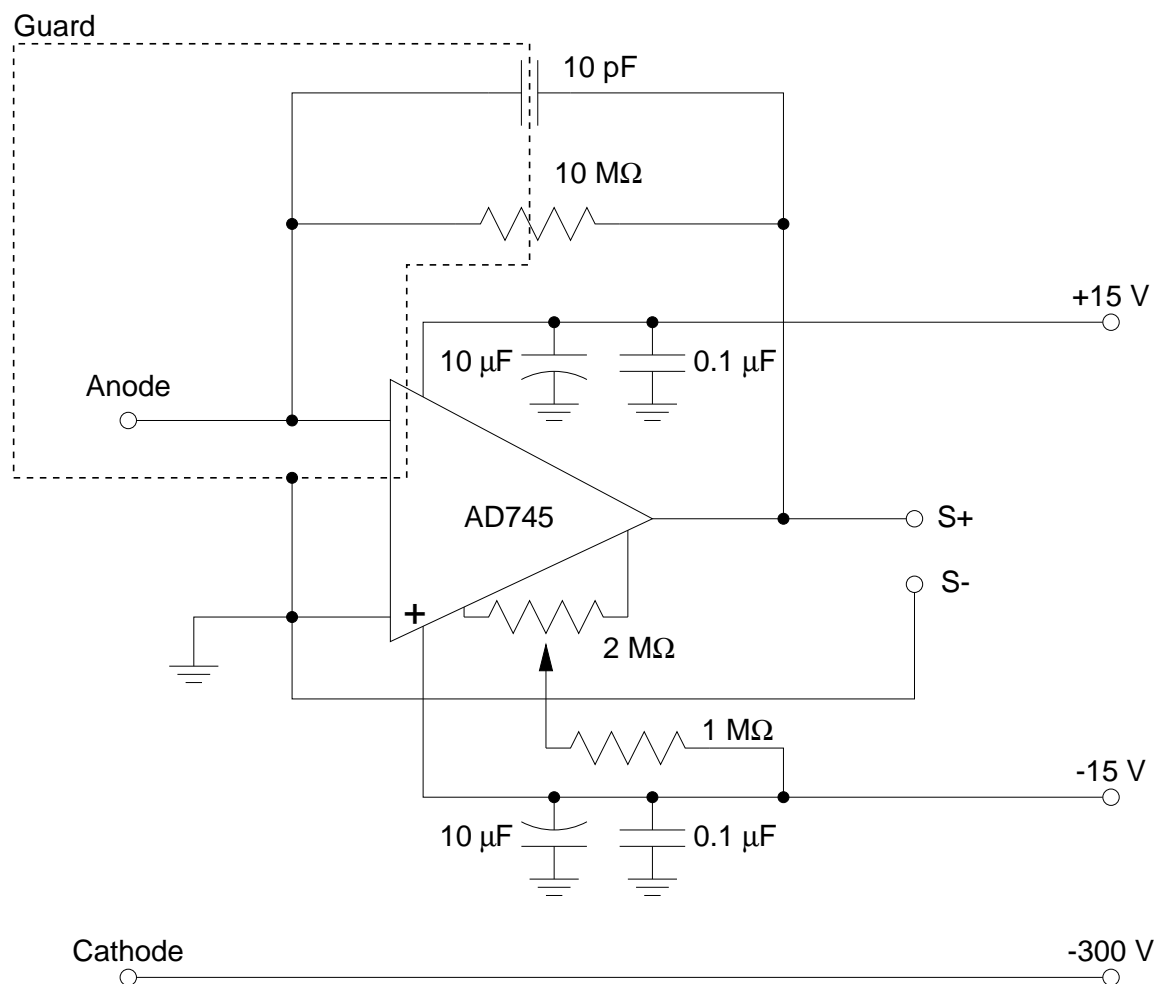 Guard
10 pF
10 MΩ
+15 V
10 μF
0.1 μF
Anode
AD745
S+
S-
+
2 MΩ
1 MΩ
-15 V
10 μF
0.1 μF
Cathode
-300 V